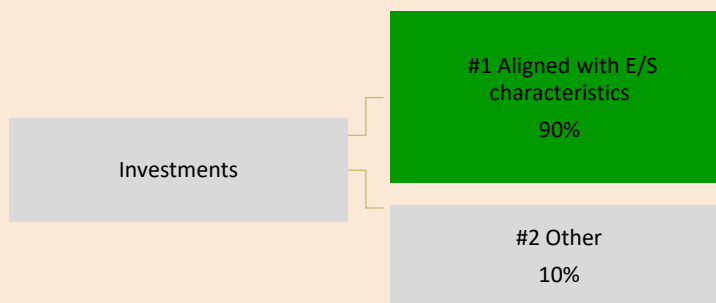 Investments
#1 Aligned with E/S
characteristics
90%
#2 Other
10%